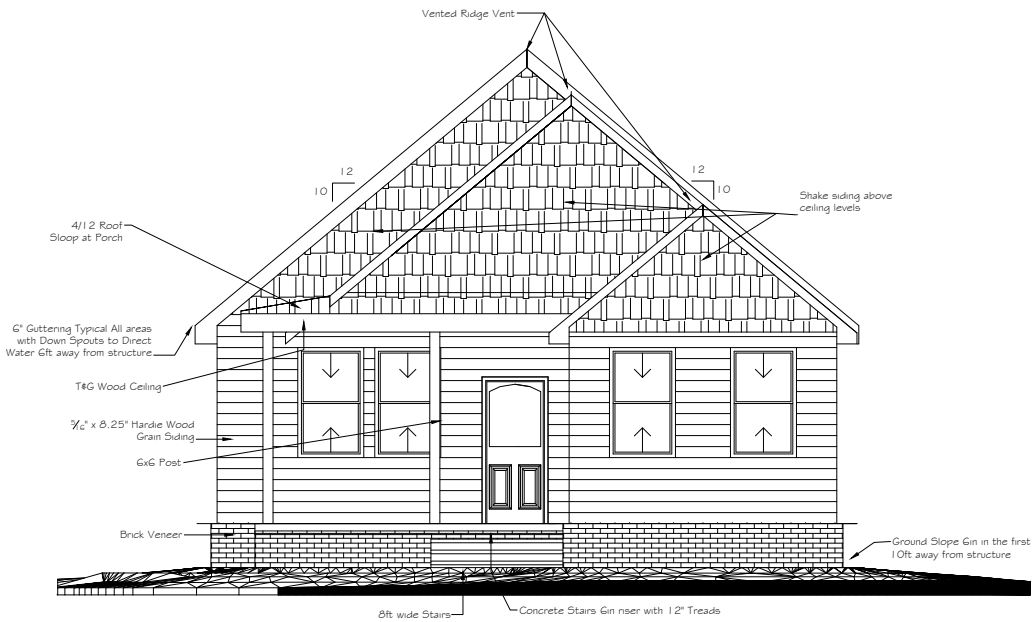 Vented Ridge Vent
12
10
12
10
Shake siding above
ceiling levels
4/12 Roof
Sloop at Porch
6" Guttering Typical All areas
with Down Spouts to Direct
Water 6ft away from structure
T&G Wood Ceiling
5/16" x 8.25" Hardie Wood
Grain Siding
6x6 Post
Brick Veneer
Ground Slope 6in in the first
10ft away from structure
8ft wide Stairs
Concrete Stairs 6in riser with 12" Treads